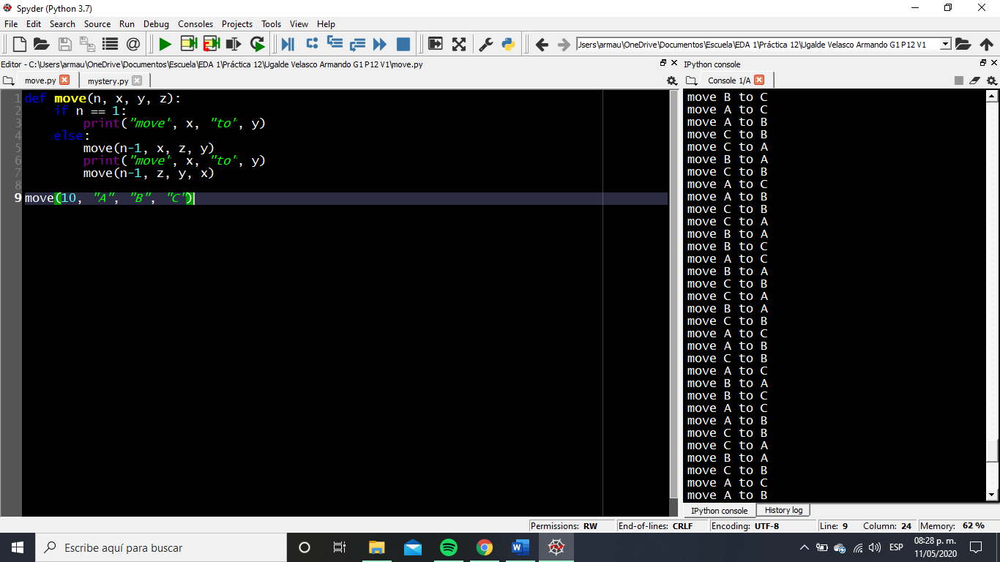 Spyder (Python 3.7)
File Edit Search Source Run Debug Consoles Projects Tools View Help
Jsers\armau\OneDrive\Documentos\Escuela\EDA 1\Práctica 12\Ugalde Velasco Armando G1 P12 V1
Editor - C:\Users\armau\OneDrive\Documentos\Escuela\EDA 1\Práctica 12\Ugalde Velasco Armando G1 P12 V1\move.py
move.py mystery.py
1 def move(n, x, y, z):
2 if n == 1:
3 print("move", x, "to", y)
4 else:
5 move(n-1, x, z, y)
6 print("move", x, "to", y)
7 move(n-1, z, y, x)
8
9 move(10, "A", "B", "C")
IPython console
Console 1/A
move B to C
move A to C
move A to B
move C to B
move C to A
move B to A
move C to B
move A to C
move A to B
move C to B
move C to A
move B to A
move B to C
move A to C
move B to A
move C to B
move C to A
move B to A
move C to B
move A to C
move A to B
move C to B
move A to C
move B to A
move B to C
move A to C
move A to B
move C to B
move C to A
move B to A
move C to B
move A to C
move A to B
IPython console History log
Permissions: RW End-of-lines: CRLF Encoding: UTF-8 Line: 9 Column: 24 Memory: 62 %
Escribe aquí para buscar
ESP
08:28 p. m.
11/05/2020